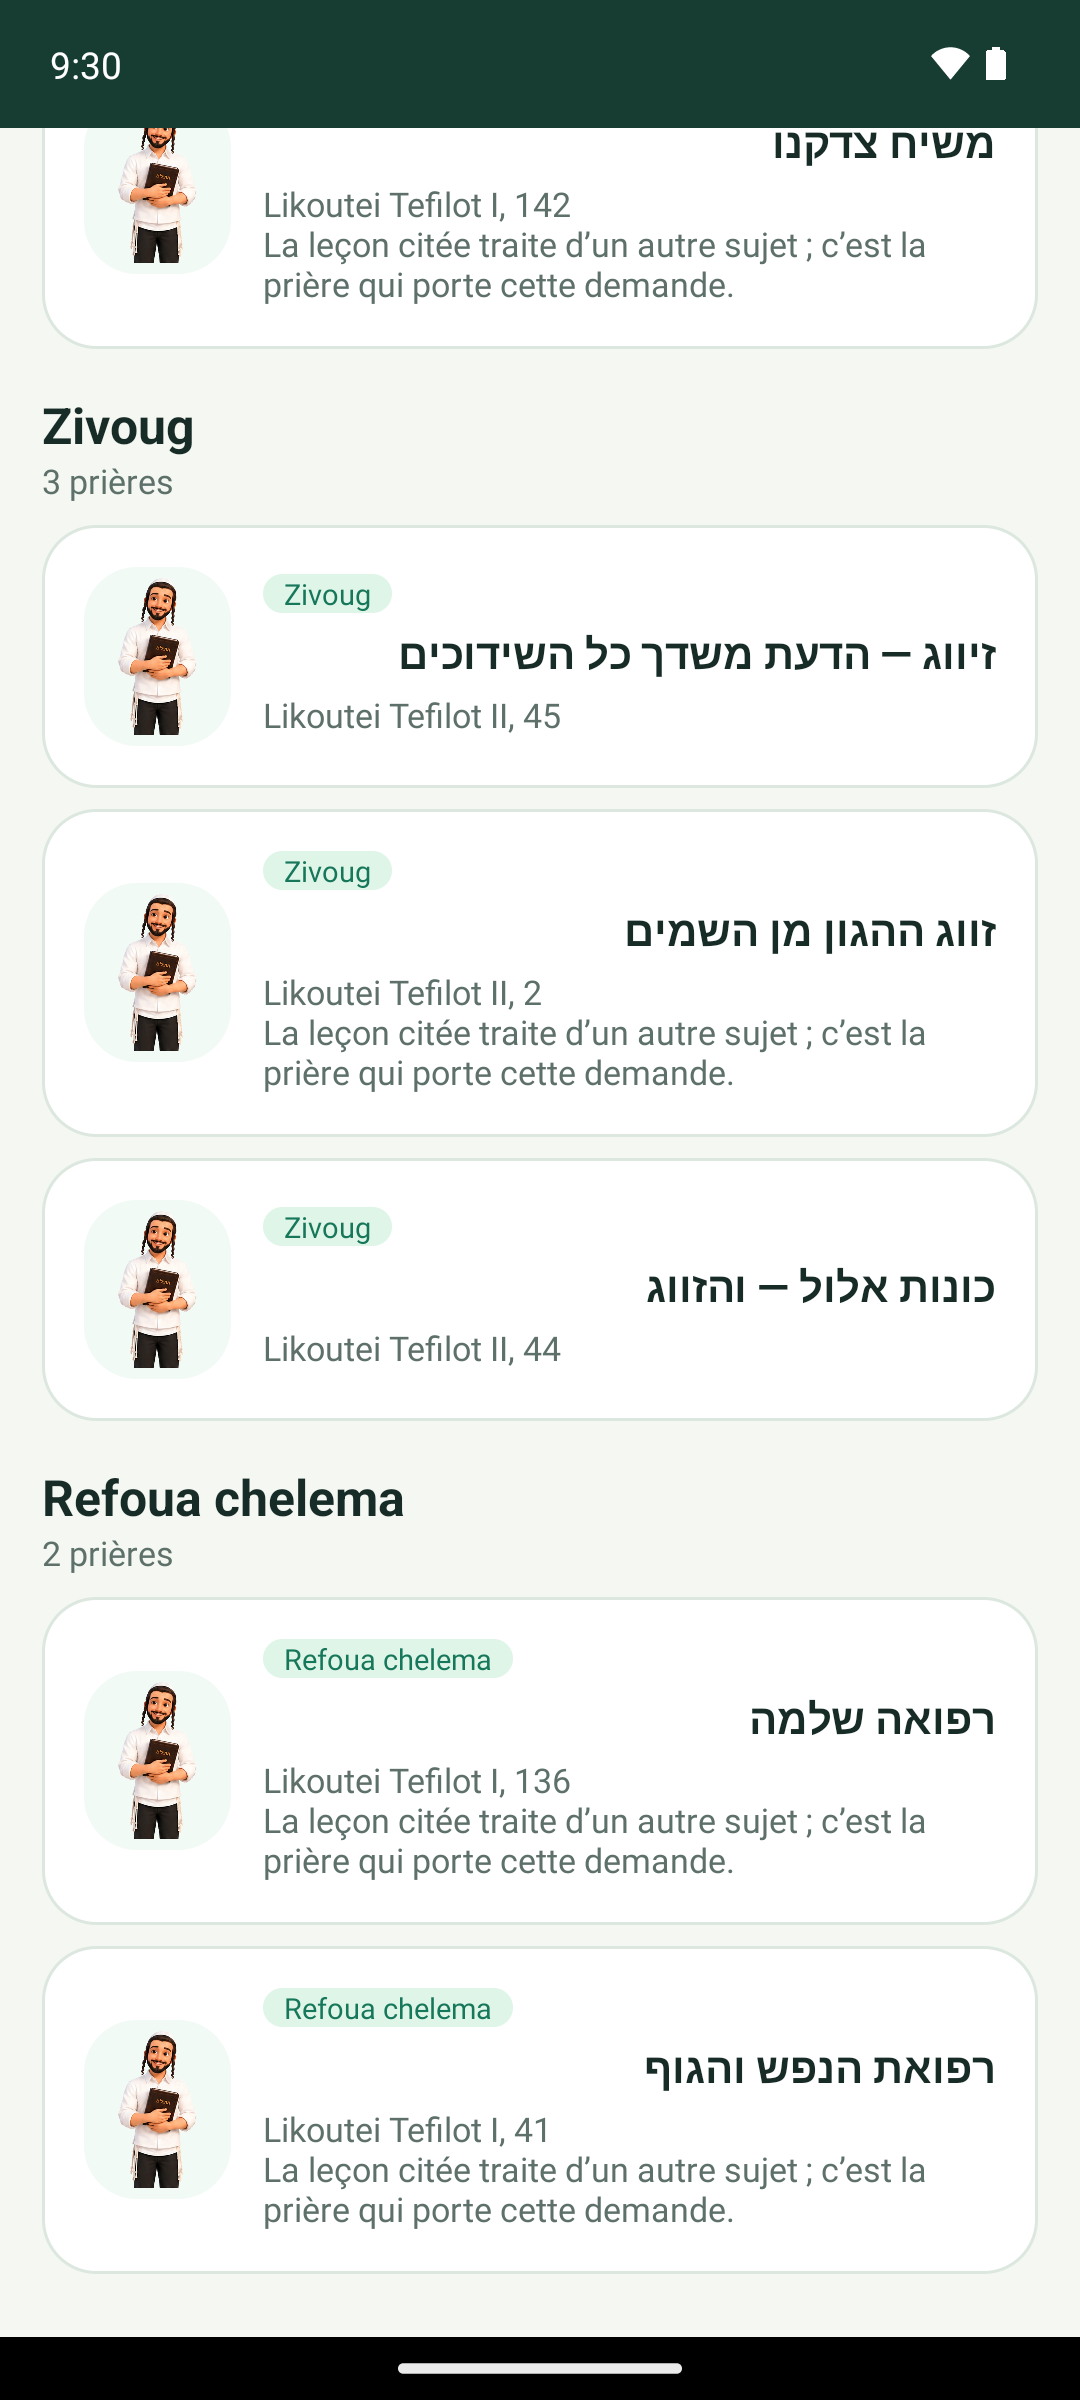 9:30
משיח צדקנו
Likoutei Tefilot I, 142
La leçon citée traite d’un autre sujet ; c’est la
prière qui porte cette demande.
Zivoug
3 prières
Zivoug
זיווג – הדעת משדך כל השידוכים
Likoutei Tefilot II, 45
Zivoug
זווג ההגון מן השמים
Likoutei Tefilot II, 2
La leçon citée traite d’un autre sujet ; c’est la
prière qui porte cette demande.
Zivoug
כונות אלול – והזווג
Likoutei Tefilot II, 44
Refoua chelema
2 prières
Refoua chelema
רפואה שלמה
Likoutei Tefilot I, 136
La leçon citée traite d’un autre sujet ; c’est la
prière qui porte cette demande.
Refoua chelema
רפואת הנפש והגוף
Likoutei Tefilot I, 41
La leçon citée traite d’un autre sujet ; c’est la
prière qui porte cette demande.